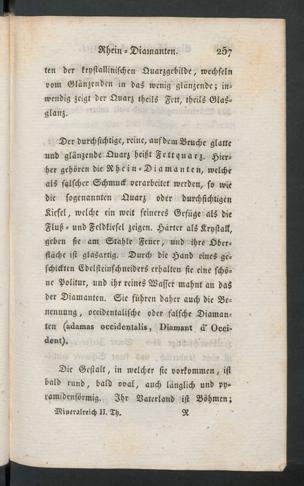 Rhein-Diamanten. 257
ten der krystallinischen Quarzgebilde, wechseln
vom Glänzenden in das wenig glänzende; in-
wendig zeigt der Quarz theils Fett, theils Glas-
glanz.
Der durchsichtige, reine, auf dem Bruche glatte
und glänzende Quarz heißt Fettquarz. Hier-
her gehören die Rhein-Diamanten, welche
als falscher Schmuck verarbeitet werden, so wie
die sogenannten Quarz oder durchsichtigen
Kiesel, welche ein weit feineres Gefüge als die
Fluß- und Feldkiesel zeigen. Härter als Krystall,
geben sie am Stahle Feuer, und ihre Ober-
fläche ist glasartig. Durch die Hand eines ge-
schickten Edelsteinschneiders erhalten sie eine schö-
ne Politur, und ihr reines Wasser mahnt an das
der Diamanten. Sie führen daher auch die Be-
nennung, occidentalische oder falsche Diaman-
ten (adamas occidentalis, Diamant d' Occi-
dent).
Die Gestalt, in welcher sie vorkommen, ist
bald rund, bald oval, auch länglich und py-
ramidenförmig. Ihr Vaterland ist Böhmen;
Mineralreich II. Th. R